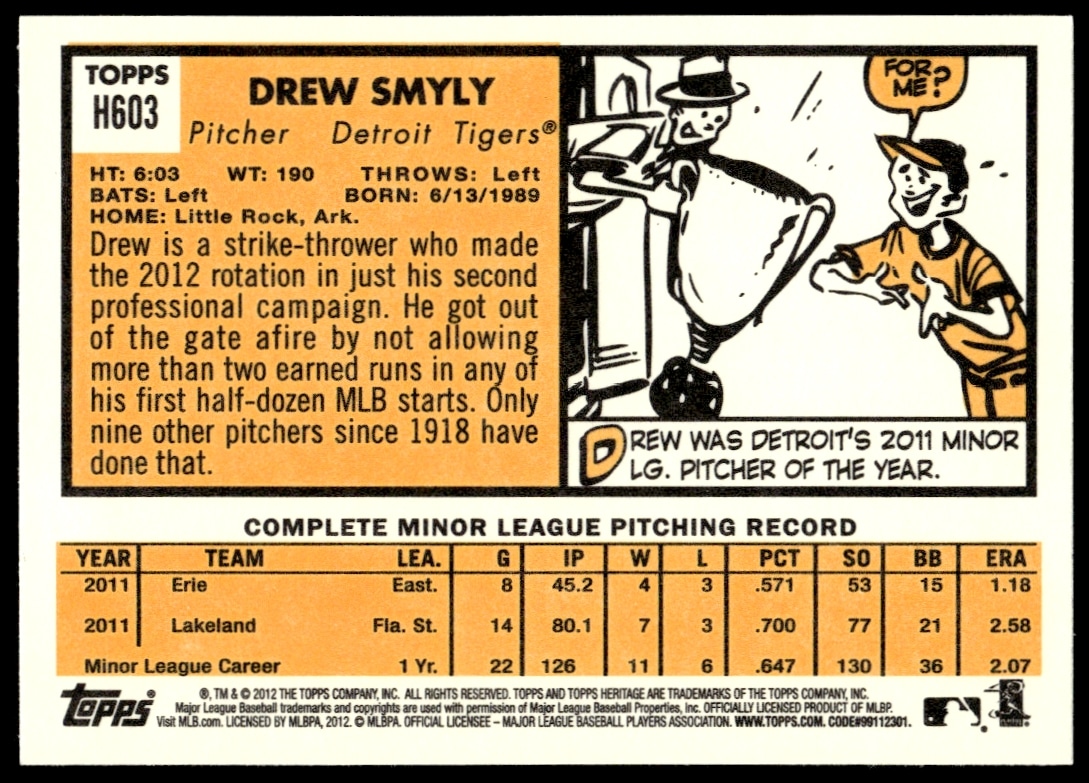 TOPPS
H603
DREW SMYLY
Pitcher Detroit Tigers®
HT: 6:03 WT: 190 THROWS: Left
BATS: Left BORN: 6/13/1989
HOME: Little Rock, Ark.
Drew is a strike-thrower who made
the 2012 rotation in just his second
professional campaign. He got out
of the gate afire by not allowing
more than two earned runs in any of
his first half-dozen MLB starts. Only
nine other pitchers since 1918 have
done that.
FOR
ME?
DREW WAS DETROIT'S 2011 MINOR
LG. PITCHER OF THE YEAR.
COMPLETE MINOR LEAGUE PITCHING RECORD
YEAR TEAM LEA. G IP W L PCT SO BB ERA
2011 Erie East. 8 45.2 4 3 .571 53 15 1.18
2011 Lakeland Fla. St. 14 80.1 7 3 .700 77 21 2.58
Minor League Career 1 Yr. 22 126 11 6 .647 130 36 2.07
Topps®
®, TM & © 2012 THE TOPPS COMPANY, INC. ALL RIGHTS RESERVED. TOPPS AND TOPPS HERITAGE ARE TRADEMARKS OF THE TOPPS COMPANY, INC.
Major League Baseball trademarks and copyrights are used with permission of Major League Baseball Properties, Inc. OFFICIALLY LICENSED PRODUCT OF MLBP.
Visit MLB.com. LICENSED BY MLBPA, 2012. © MLBPA. OFFICIAL LICENSEE – MAJOR LEAGUE BASEBALL PLAYERS ASSOCIATION. WWW.TOPPS.COM. CODE#99112301.